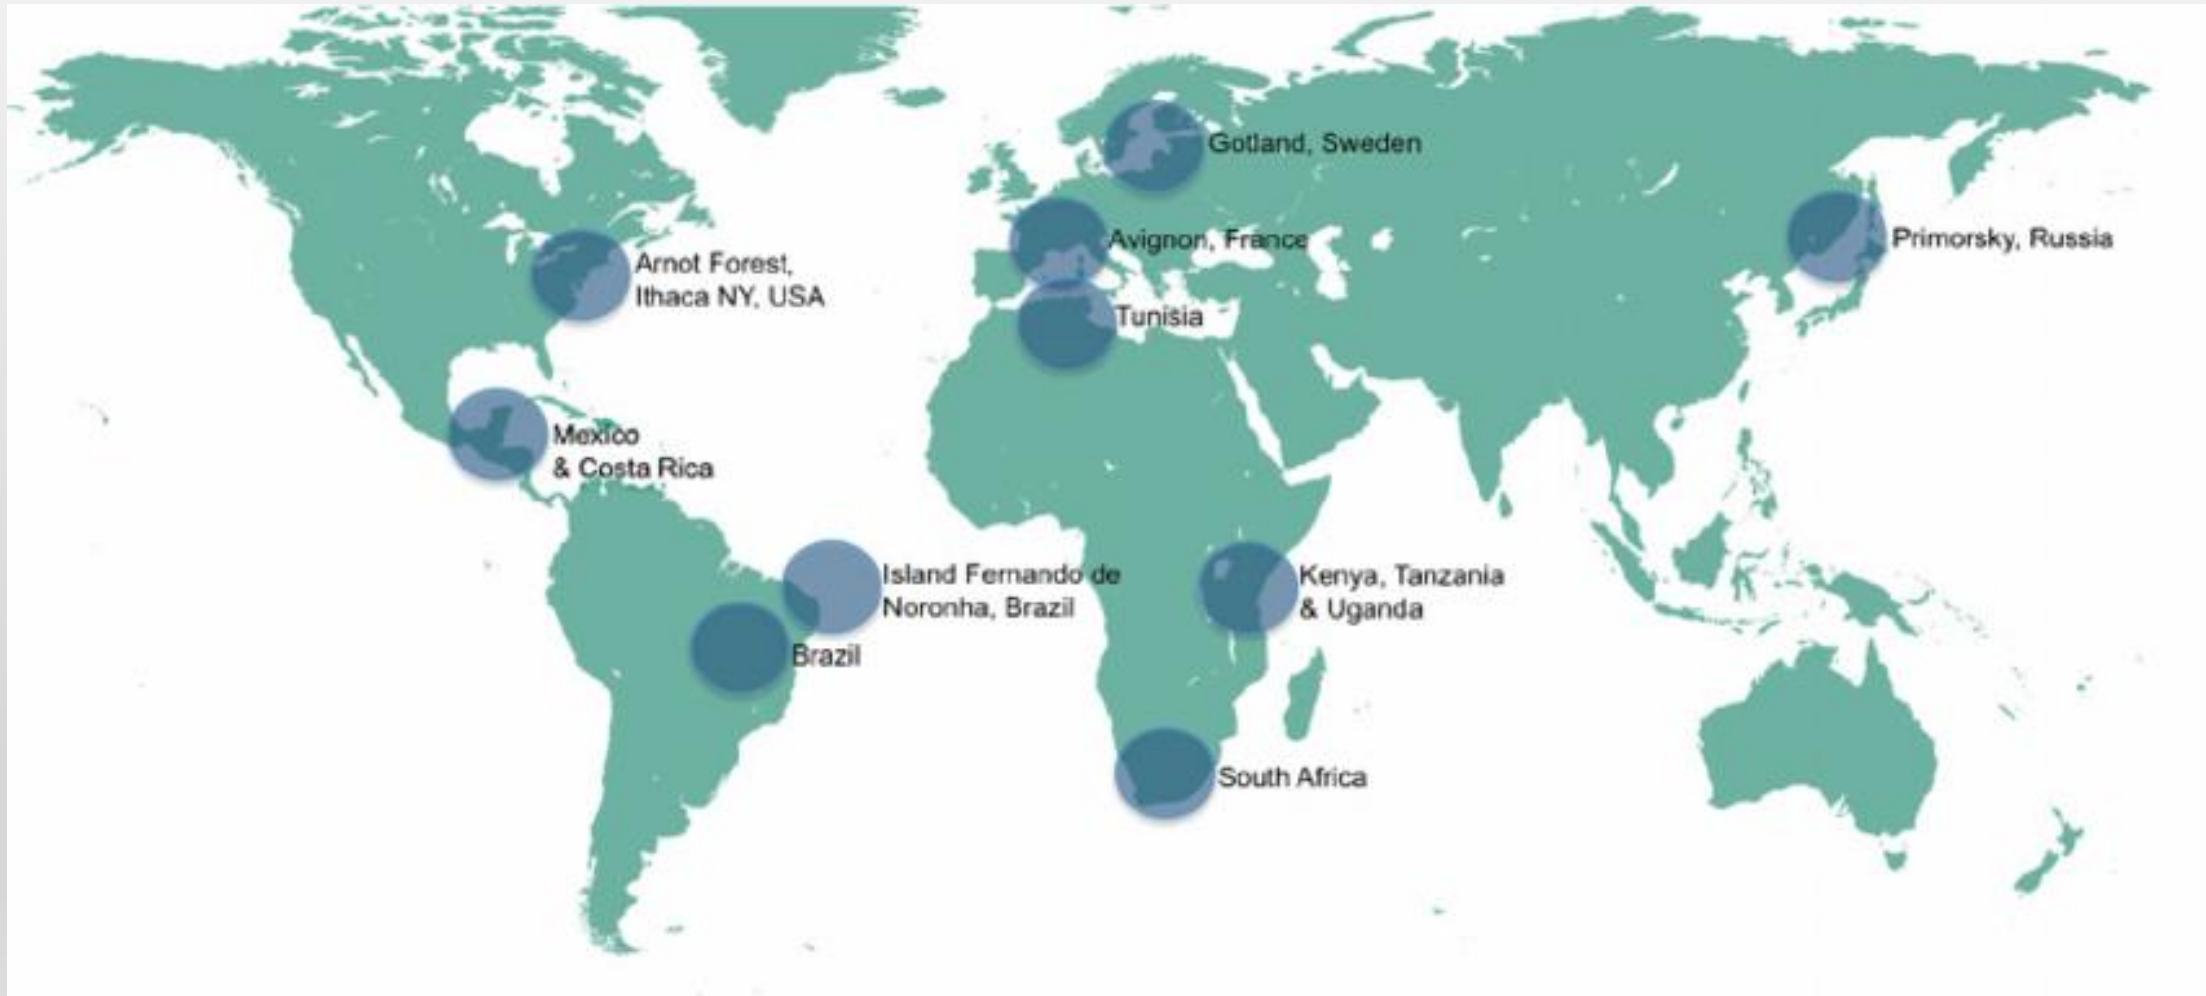 Gotland, Sweden
Avignon, France
Primorsky, Russia
Arnot Forest,
Ithaca NY, USA
Tunisia
Mexico
& Costa Rica
Island Fernando de
Noronha, Brazil
Kenya, Tanzania
& Uganda
Brazil
South Africa